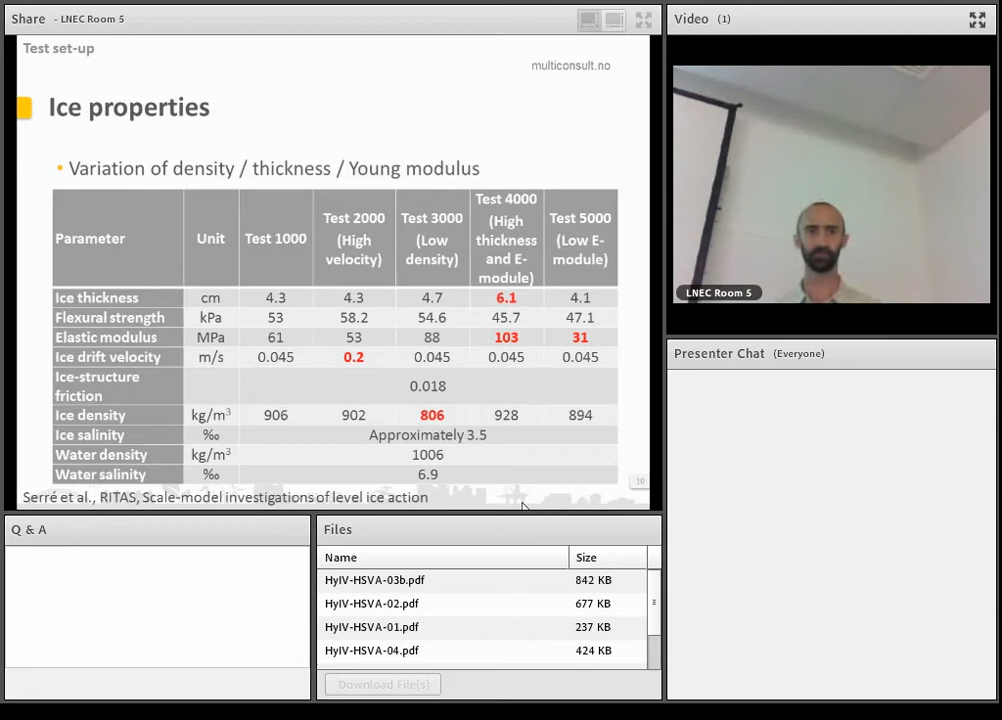 Share - LNEC Room 5
Test set-up
multiconsult.no
Ice properties
• Variation of density / thickness / Young modulus
Parameter Unit Test 1000 Test 2000 (High velocity) Test 3000 (Low density) Test 4000 (High thickness and E-module) Test 5000 (Low E-module)
Ice thickness cm 4.3 4.3 4.7 6.1 4.1
Flexural strength kPa 53 58.2 54.6 45.7 47.1
Elastic modulus MPa 61 53 88 103 31
Ice drift velocity m/s 0.045 0.2 0.045 0.045 0.045
Ice-structure friction 0.018
Ice density kg/m³ 906 902 806 928 894
Ice salinity ‰ Approximately 3.5
Water density kg/m³ 1006
Water salinity ‰ 6.9
10
Serré et al., RITAS, Scale-model investigations of level ice action
Video (1)
LNEC Room 5
Presenter Chat (Everyone)
Q & A
Files
Name Size
HyIV-HSVA-03b.pdf 842 KB
HyIV-HSVA-02.pdf 677 KB
HyIV-HSVA-01.pdf 237 KB
HyIV-HSVA-04.pdf 424 KB
Download File(s)